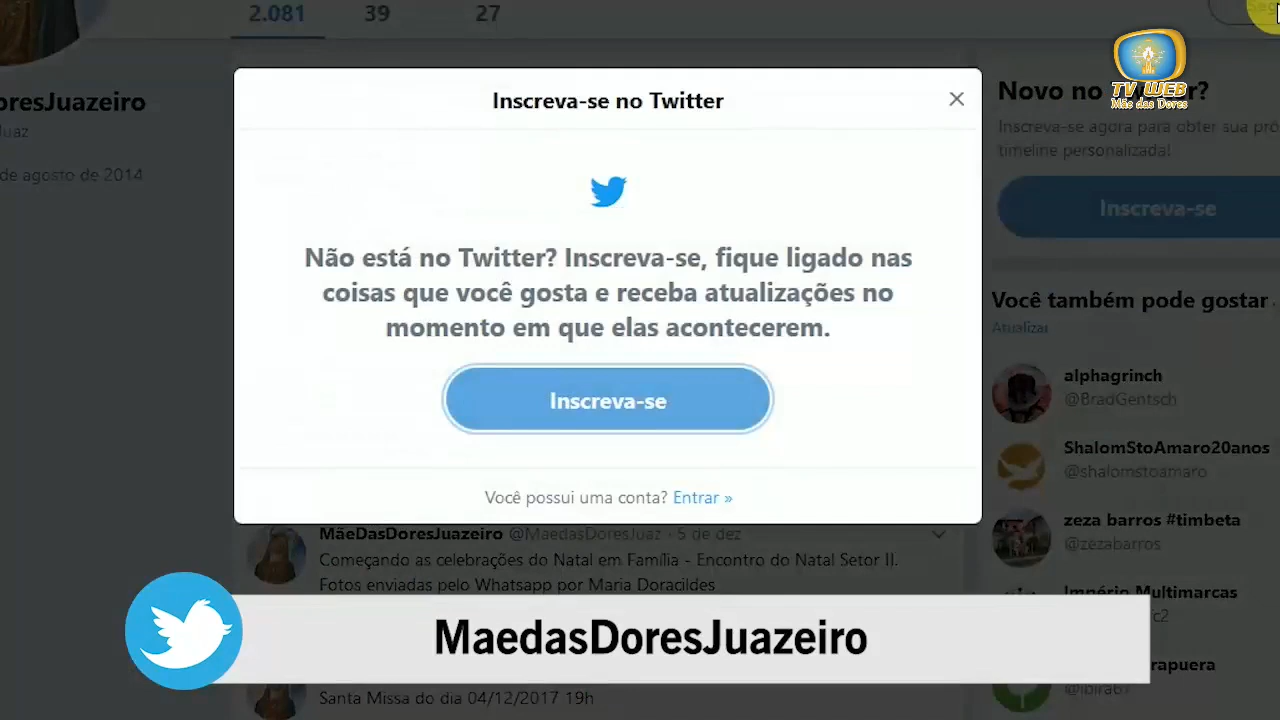 2.081 39 27
TV WEB
Mãe das Dores
oresJuazeiro
Juaz
de agosto de 2014
Inscreva-se no Twitter
Não está no Twitter? Inscreva-se, fique ligado nas
coisas que você gosta e receba atualizações no
momento em que elas acontecerem.
Inscreva-se
Você possui uma conta? Entrar »
Novo no
r?
Inscreva-se agora para obter sua pró
timeline personalizada!
Inscreva-se
Você também pode gostar
Atualizar
alphagrinch
@BradGentsch
ShalomStoAmaro20anos
@shalomstoamaro
zeza barros #timbeta
@zezabarros
Império Multimarcas
rapuera
@ibira67
MãeDasDoresJuazeiro @MaedasDoresJuaz · 5 de dez
Começando as celebrações do Natal em Família - Encontro do Natal Setor II.
Fotos enviadas pelo Whatsapp por Maria Doracildes
MaedasDoresJuazeiro
Santa Missa do dia 04/12/2017 19h